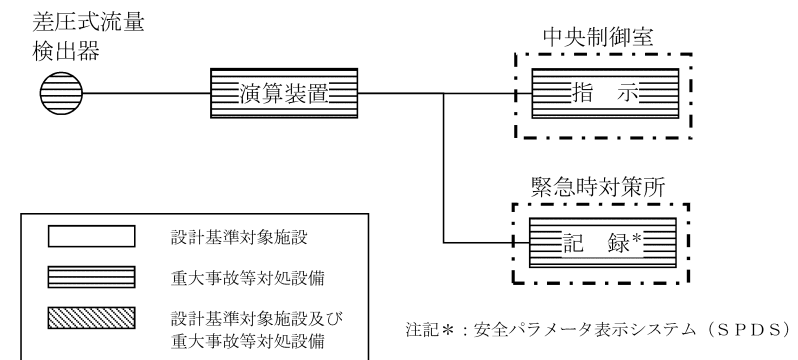 差圧式流量
検出器
演算装置
中央制御室
指　示
緊急時対策所
記　録*
設計基準対象施設
重大事故等対処設備
設計基準対象施設及び
重大事故等対処設備
注記＊：安全パラメータ表示システム（ＳＰＤＳ）